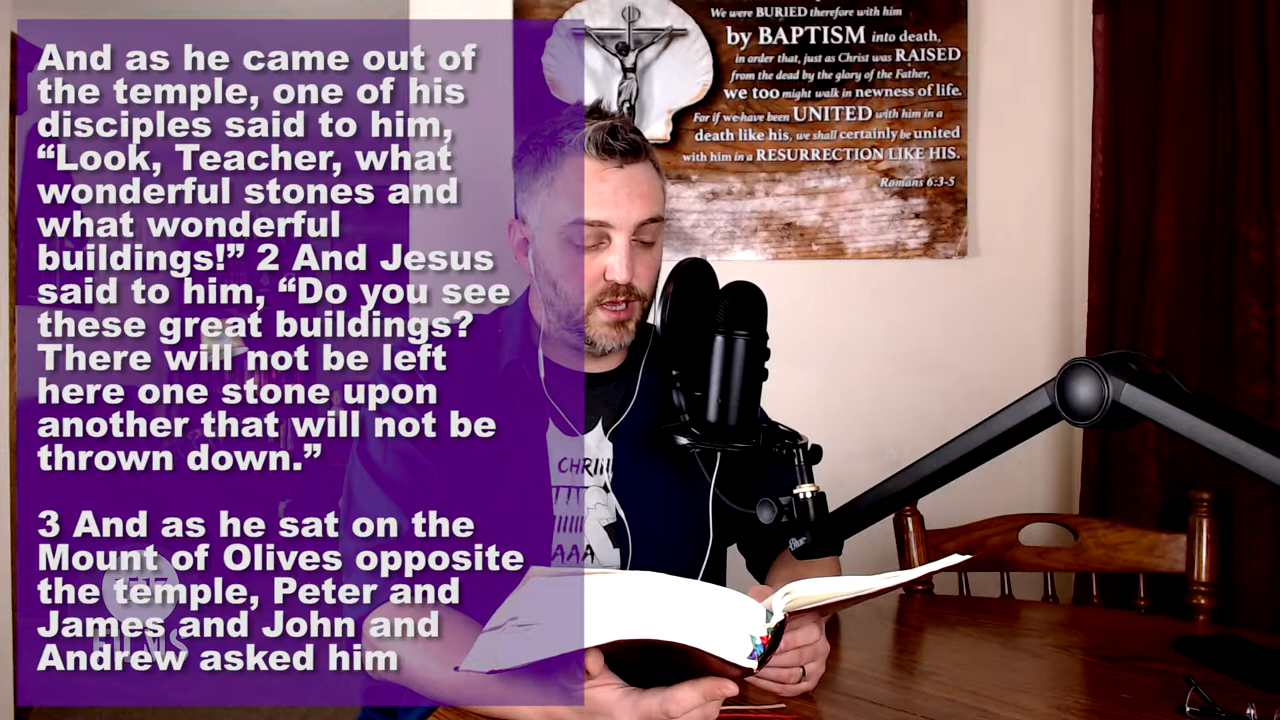 And as he came out of
the temple, one of his
disciples said to him,
“Look, Teacher, what
wonderful stones and
what wonderful
buildings!” 2 And Jesus
said to him, “Do you see
these great buildings?
There will not be left
here one stone upon
another that will not be
thrown down.”
3 And as he sat on the
Mount of Olives opposite
the temple, Peter and
James and John and
Andrew asked him
We were BURIED therefore with him
by BAPTISM into death,
in order that, just as Christ was RAISED
from the dead by the glory of the Father,
we too might walk in newness of life.
For if we have been UNITED with him in a
death like his, we shall certainly be united
with him in a RESURRECTION LIKE HIS.
Romans 6:3-5
CHRI
Blue
FILMS